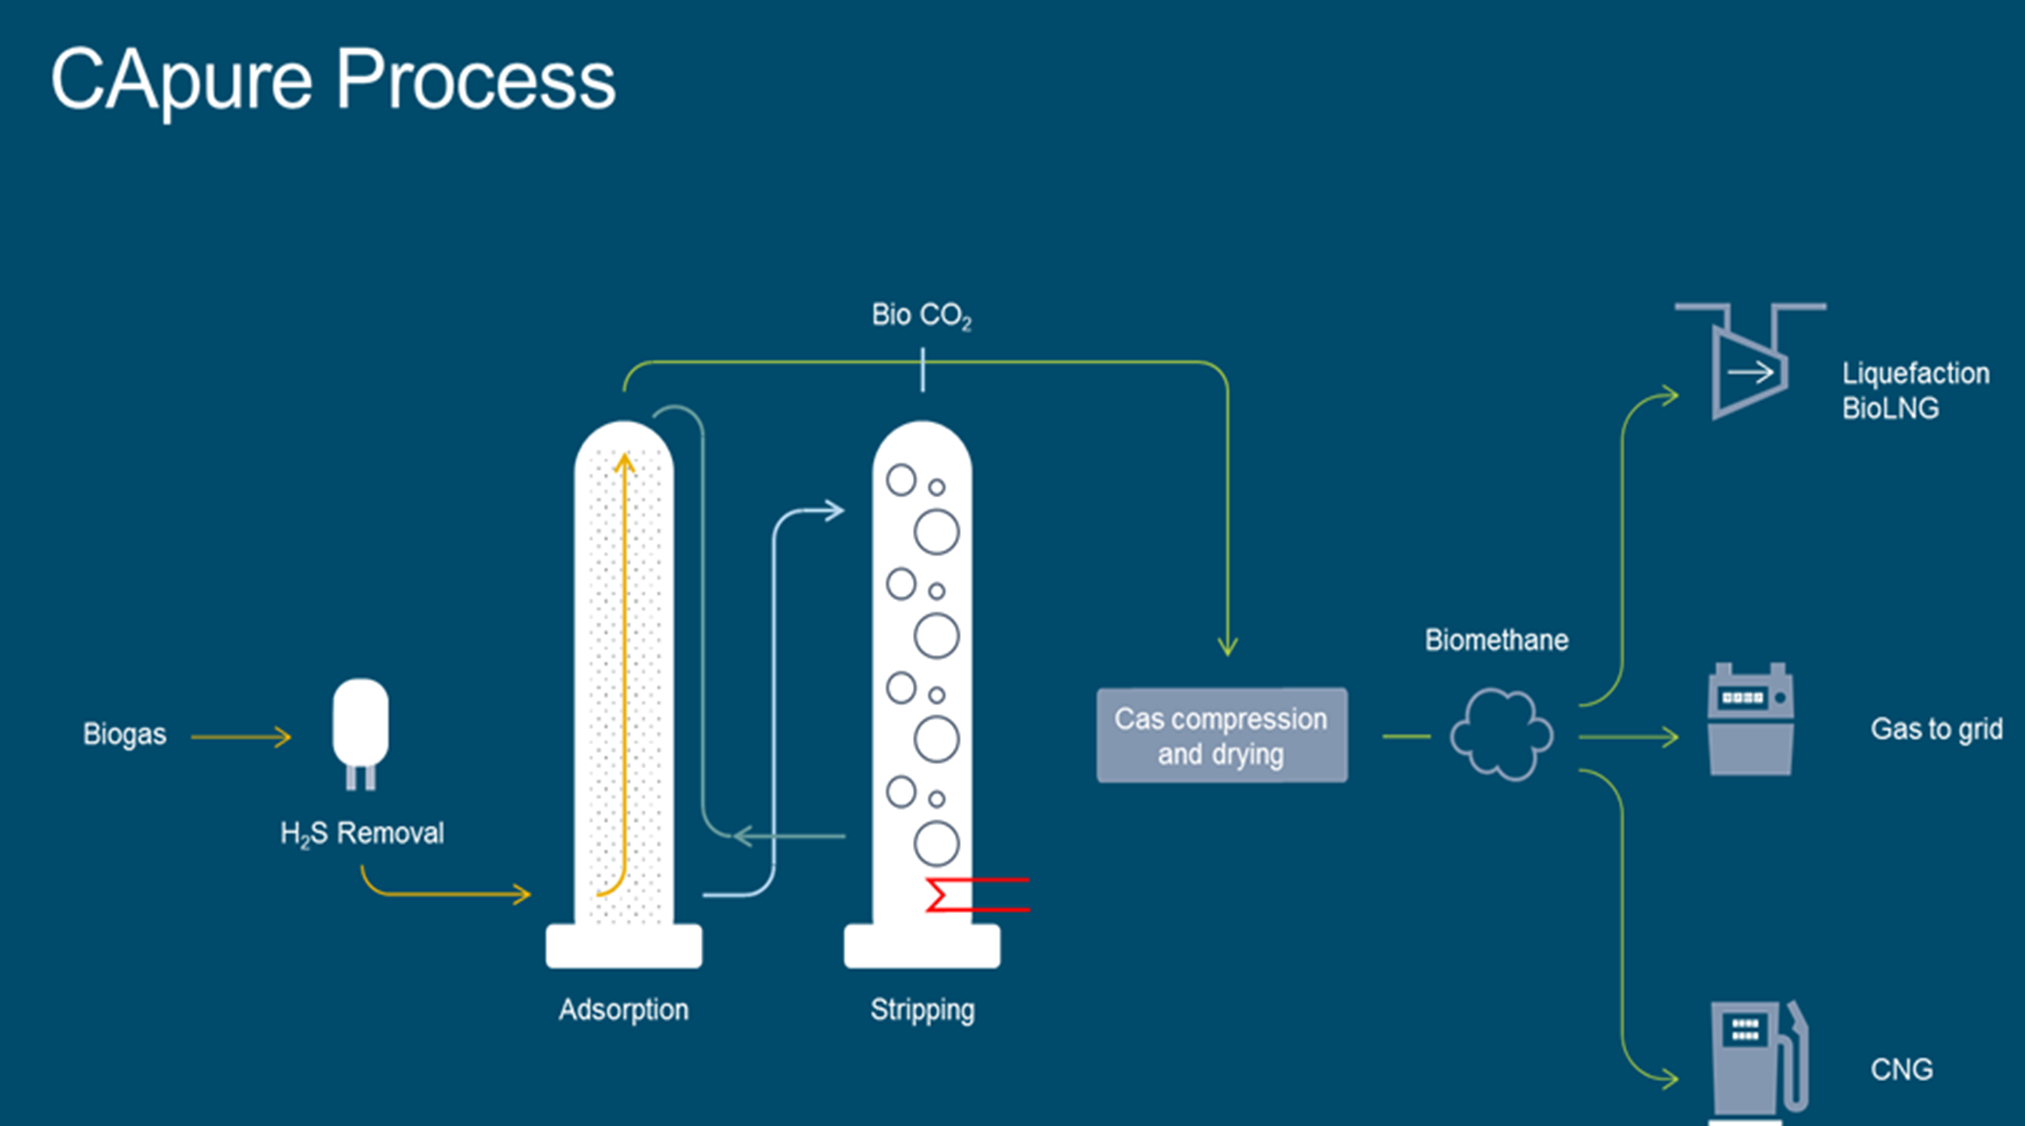 CApure Process
Bio CO₂
Liquefaction
BioLNG
Biomethane
Biogas
Cas compression
and drying
Gas to grid
H₂S Removal
Adsorption
Stripping
CNG